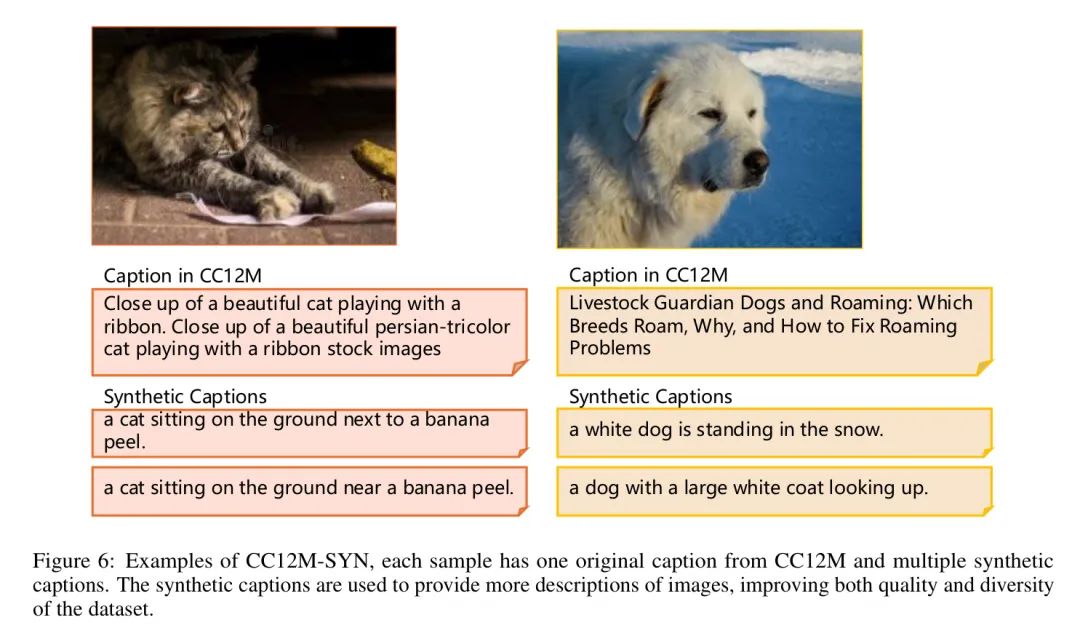 Caption in CC12M
Close up of a beautiful cat playing with a
ribbon. Close up of a beautiful persian-tricolor
cat playing with a ribbon stock images
Synthetic Captions
a cat sitting on the ground next to a banana
peel.
a cat sitting on the ground near a banana peel.
Caption in CC12M
Livestock Guardian Dogs and Roaming: Which
Breeds Roam, Why, and How to Fix Roaming
Problems
Synthetic Captions
a white dog is standing in the snow.
a dog with a large white coat looking up.
Figure 6: Examples of CC12M-SYN, each sample has one original caption from CC12M and multiple synthetic
captions. The synthetic captions are used to provide more descriptions of images, improving both quality and diversity
of the dataset.